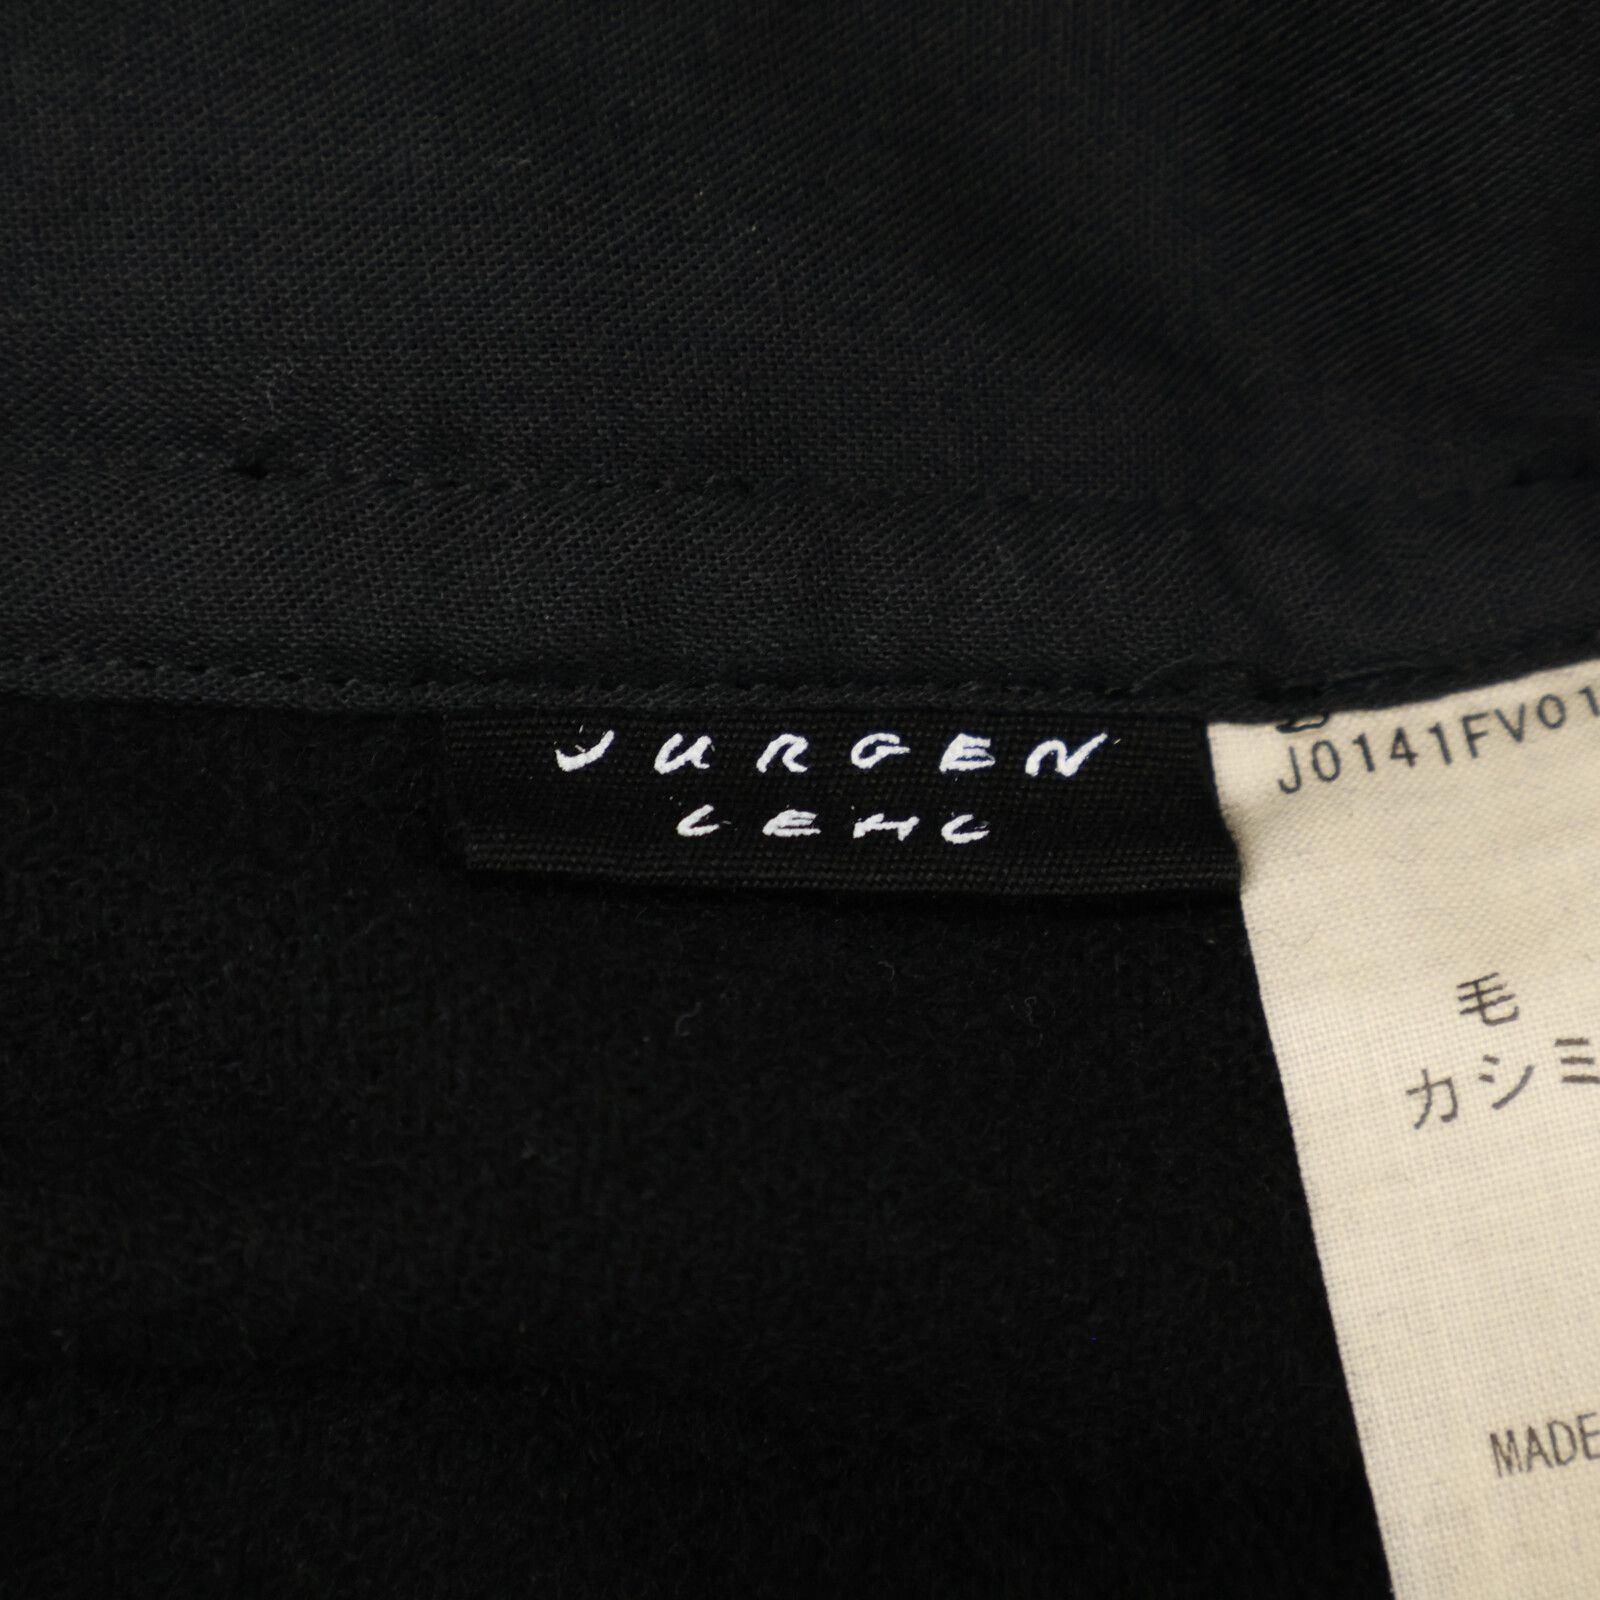 JURGEN
LEHL
J0141FV01
毛
カシミ
MADE